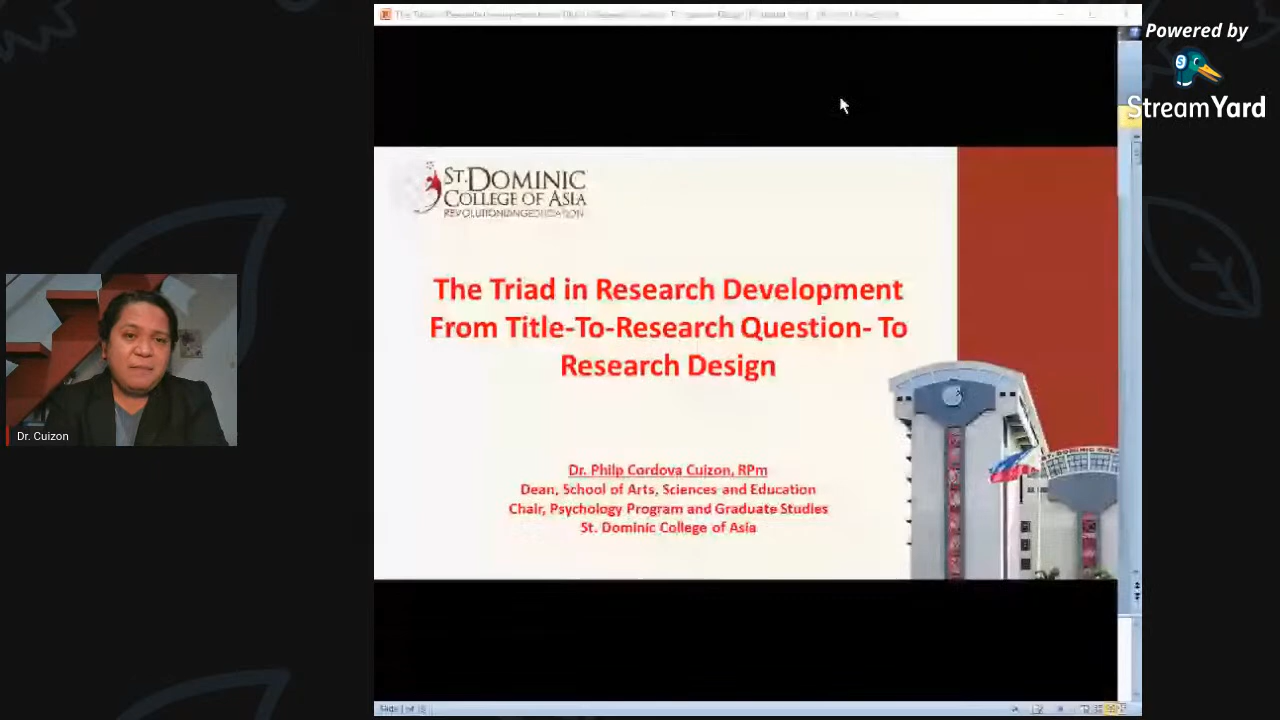 Powered by
StreamYard
ST. DOMINIC
COLLEGE OF ASIA
REVOLUTIONIZING EDUCATION
The Triad in Research Development
From Title-To-Research Question- To
Research Design
Dr. Philp Cordova Cuizon, RPm
Dean, School of Arts, Sciences and Education
Chair, Psychology Program and Graduate Studies
St. Dominic College of Asia
Dr. Cuizon